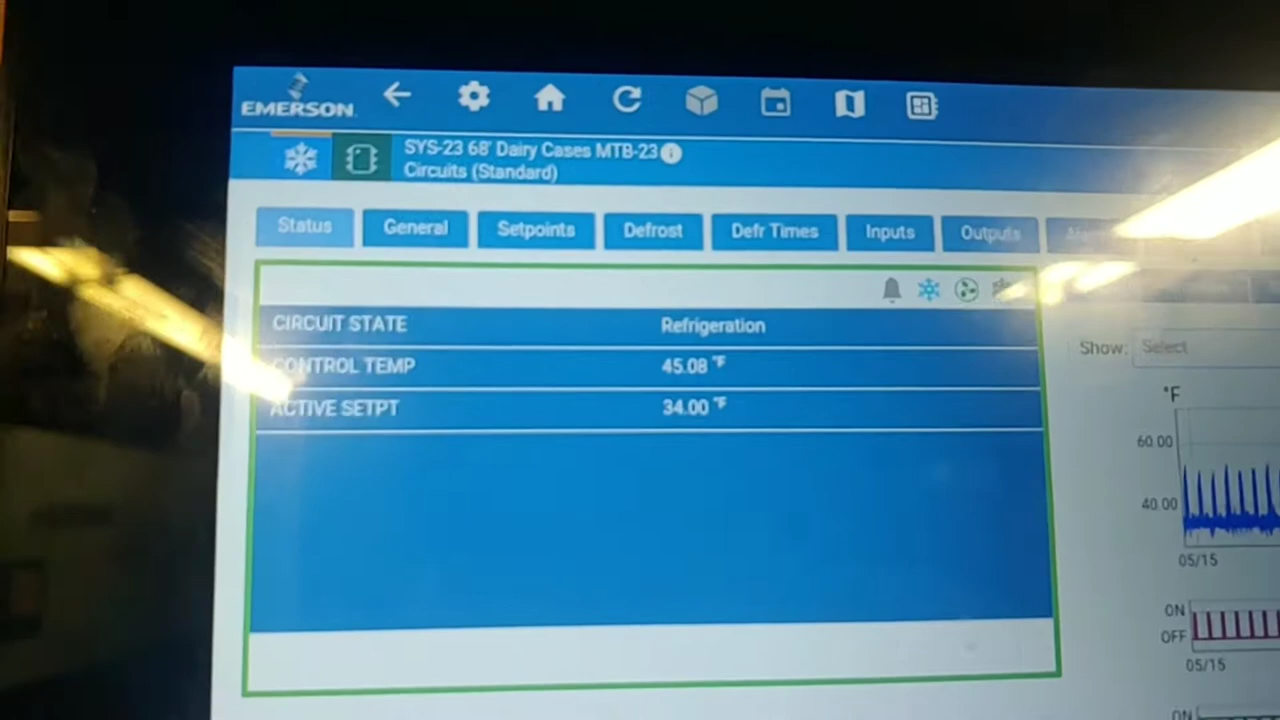 EMERSON
SYS-23 68' Dairy Cases MTB-23
Circuits (Standard)
Status General Setpoints Defrost Defr Times Inputs Outputs
CIRCUIT STATE Refrigeration
CONTROL TEMP 45.08 °F
ACTIVE SETPT 34.00 °F
Show: Select
°F
60.00
40.00
05/15
ON
OFF
05/15
ON